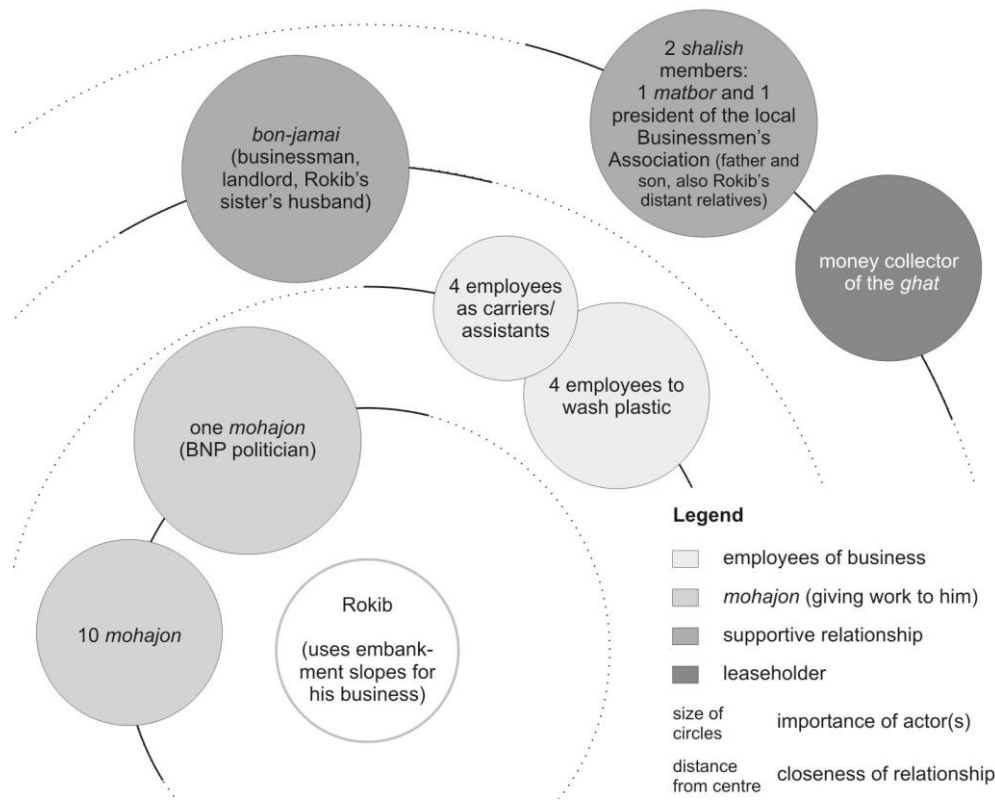 2 shalish
members:
1 matbor and 1
president of the local
Businessmen's
Association (father and
son, also Rokib's
distant relatives)
bon-jamai
(businessman,
landlord, Rokib's
sister's husband)
money collector
of the ghat
4 employees
as carriers/
assistants
4 employees to
wash plastic
one mohajon
(BNP politician)
10 mohajon
Rokib
(uses embank-
ment slopes for
his business)
Legend
employees of business
mohajon (giving work to him)
supportive relationship
leaseholder
size of
circles
importance of actor(s)
distance
from centre
closeness of relationship